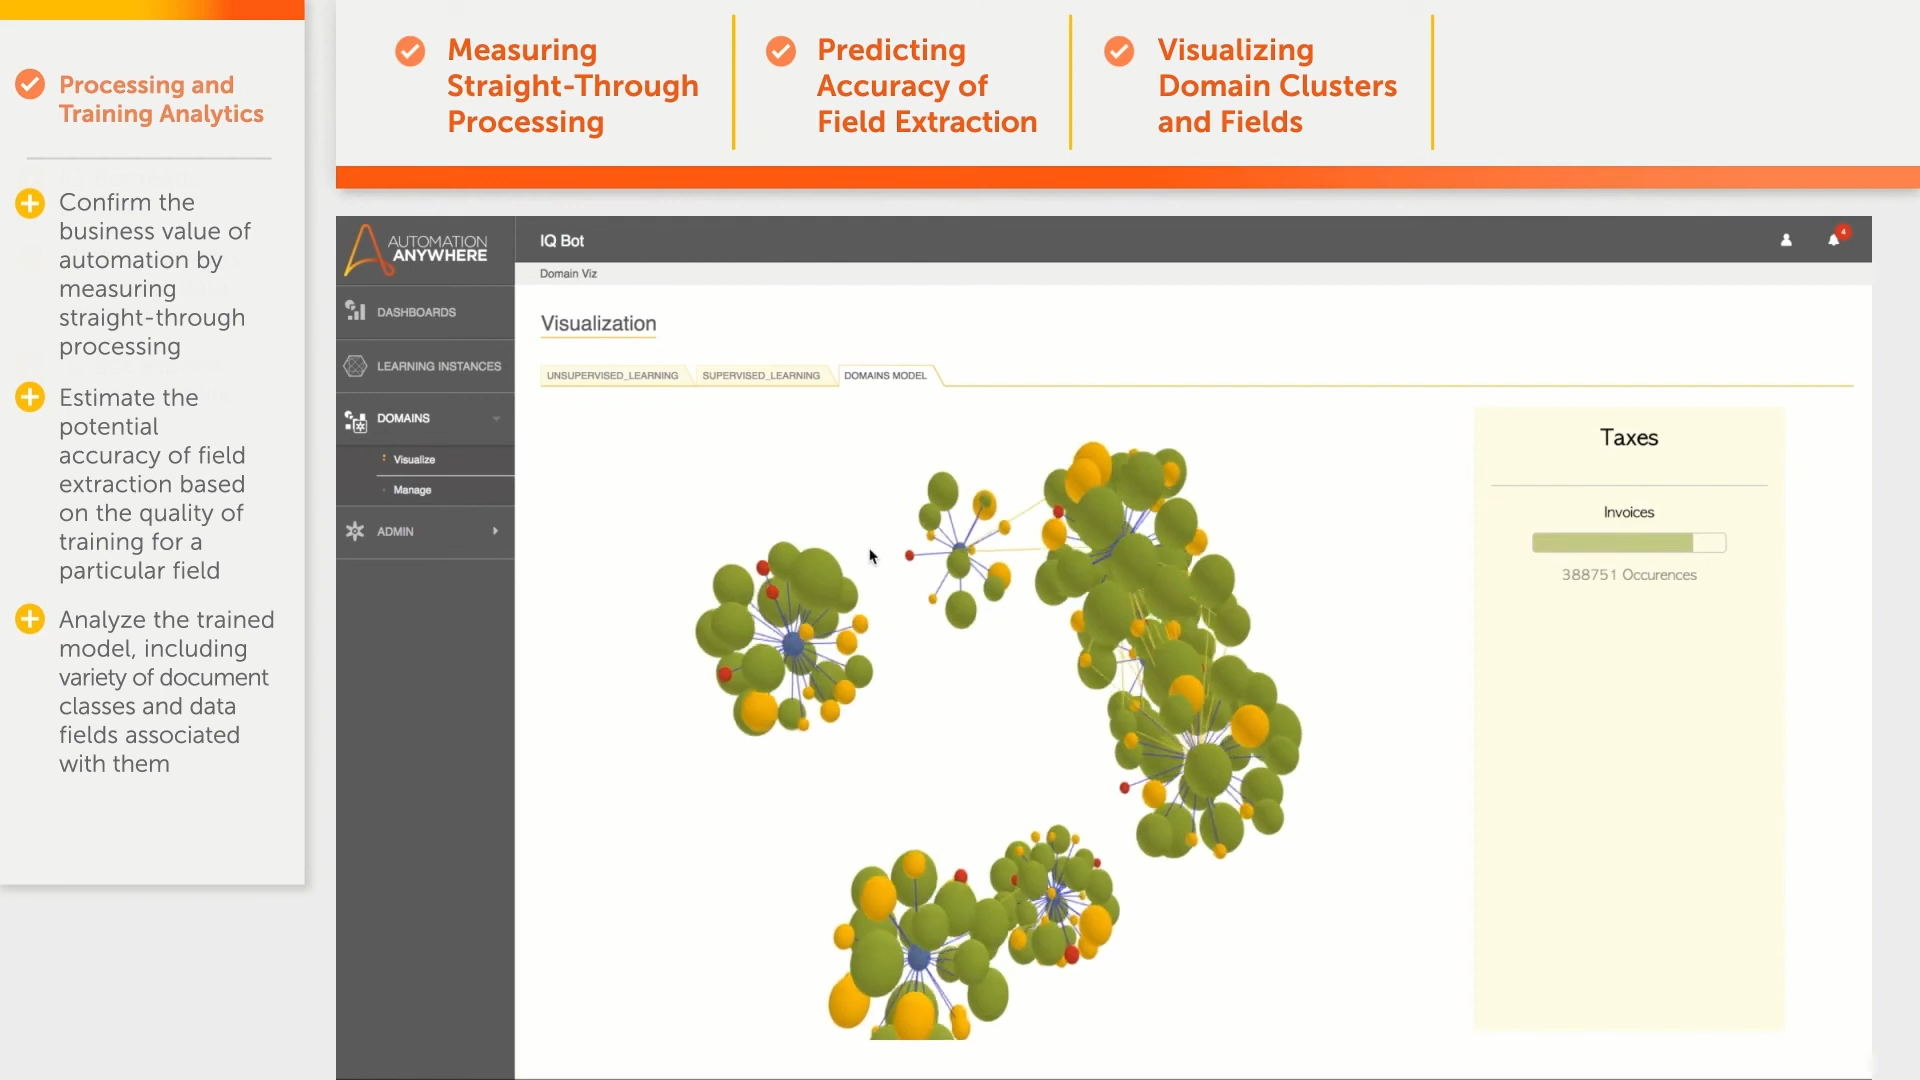 Processing and
Training Analytics
Confirm the
business value of
automation by
measuring
straight-through
processing
Estimate the
potential
accuracy of field
extraction based
on the quality of
training for a
particular field
Analyze the trained
model, including
variety of document
classes and data
fields associated
with them
Measuring
Straight-Through
Processing
Predicting
Accuracy of
Field Extraction
Visualizing
Domain Clusters
and Fields
AUTOMATION
ANYWHERE
IQ Bot
4
Domain Viz
DASHBOARDS
LEARNING INSTANCES
DOMAINS
Visualize
Manage
ADMIN
Visualization
UNSUPERVISED_LEARNING
SUPERVISED_LEARNING
DOMAINS MODEL
Taxes
Invoices
388751 Occurences